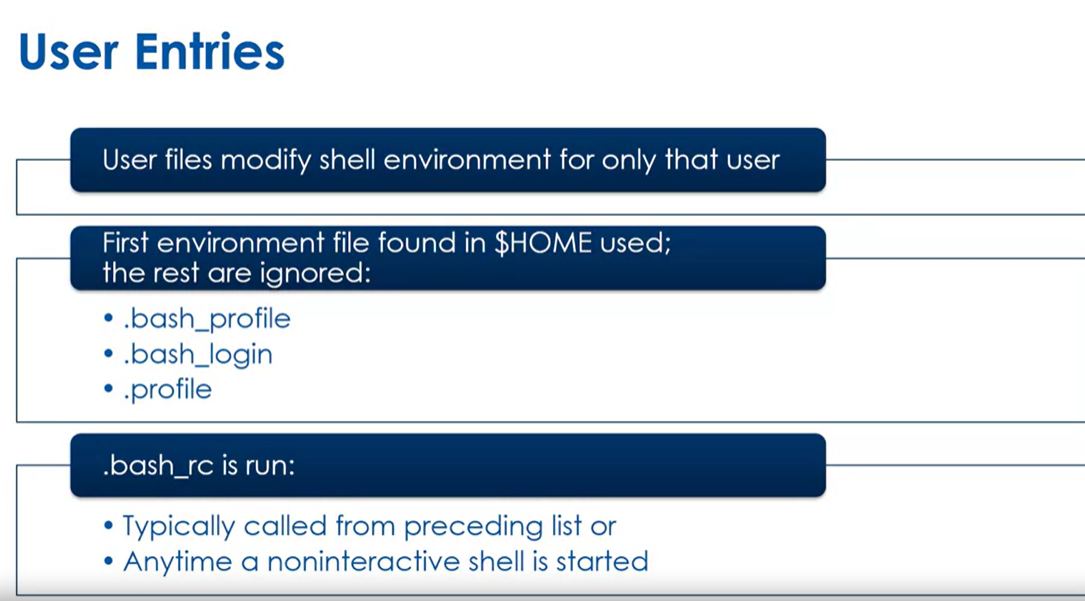 User Entries
User files modify shell environment for only that user
First environment file found in $HOME used;
the rest are ignored:
• .bash_profile
• .bash_login
• .profile
.bash_rc is run:
• Typically called from preceding list or
• Anytime a noninteractive shell is started